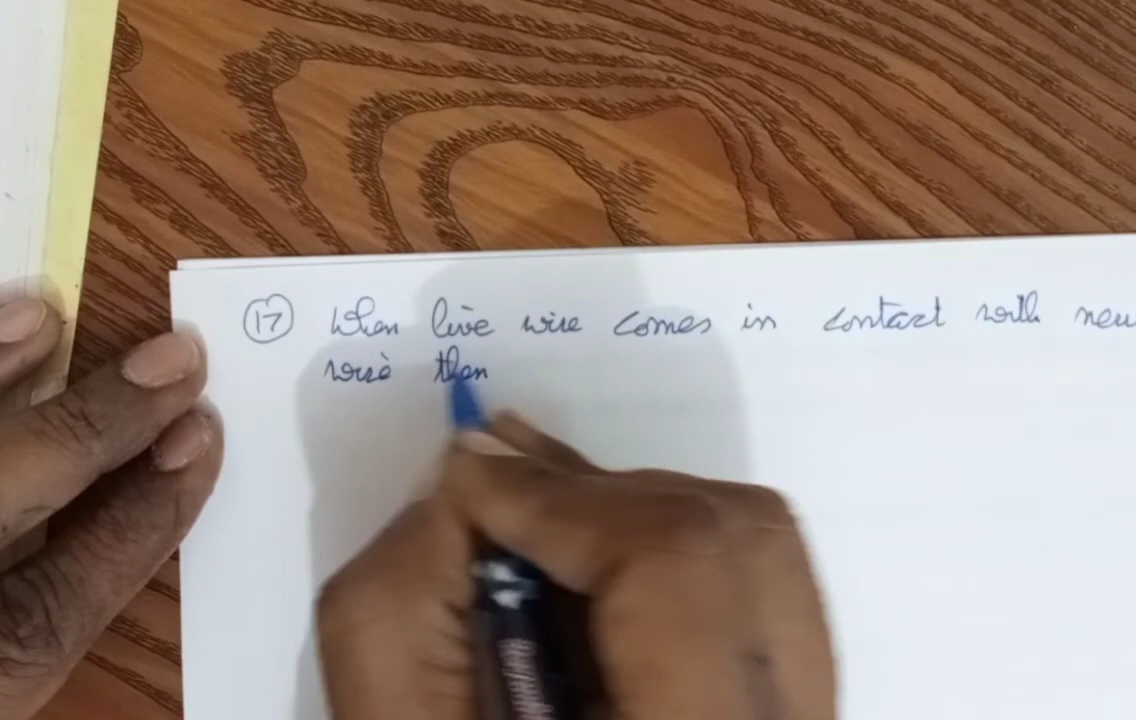 17 When live wire comes in contact with neu
wire then